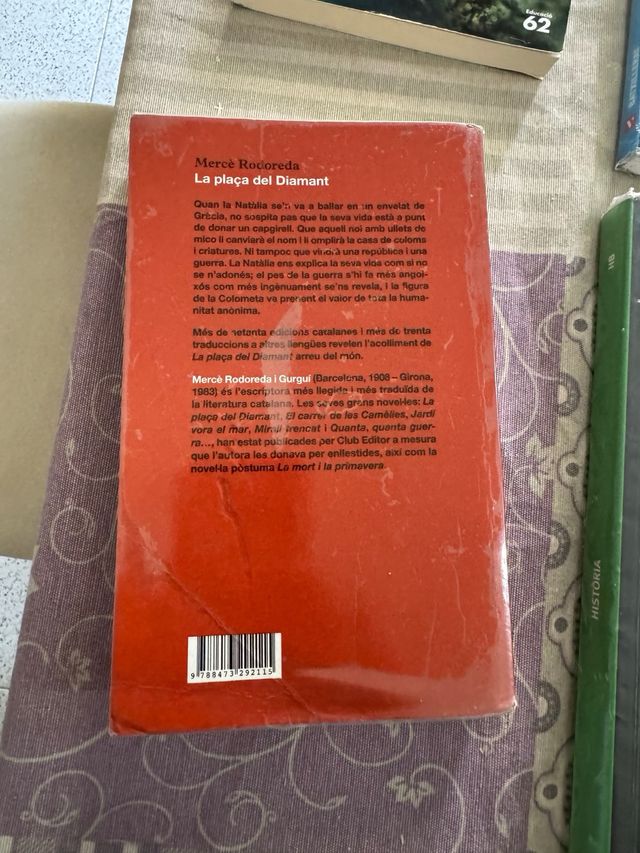 Educació
62
Mercè Rodoreda
La plaça del Diamant
Quan la Natàlia se'n va a ballar en un envelat de
Gràcia, no sospita pas que la seva vida està a punt
de donar un capgirell. Que aquell noi amb ullets de
mico li canviarà el nom i li omplirà la casa de coloms
i criatures. Ni tampoc que vindrà una república i una
guerra. La Natàlia ens explica la seva vida com si no
se n'adonés; el pes de la guerra s'hi fa més angoi-
xós com més ingènuament se'ns revela, i la figura
de la Colometa va prenent el valor de tota la huma-
nitat anònima.
Més de setanta edicions catalanes i més de trenta
traduccions a altres llengües revelen l'acolliment de
La plaça del Diamant arreu del món.
Mercè Rodoreda i Gurguí (Barcelona, 1908 – Girona,
1983) és l'escriptora més llegida i més traduïda de
la literatura catalana. Les seves grans novel·les: La
plaça del Diamant, El carrer de les Camèlies, Jardí
vora el mar, Mirall trencat i Quanta, quanta guer-
ra..., han estat publicades per Club Editor a mesura
que l'autora les donava per enllestides, així com la
novel·la pòstuma La mort i la primavera.
9 788473 292115
HISTÒRIA